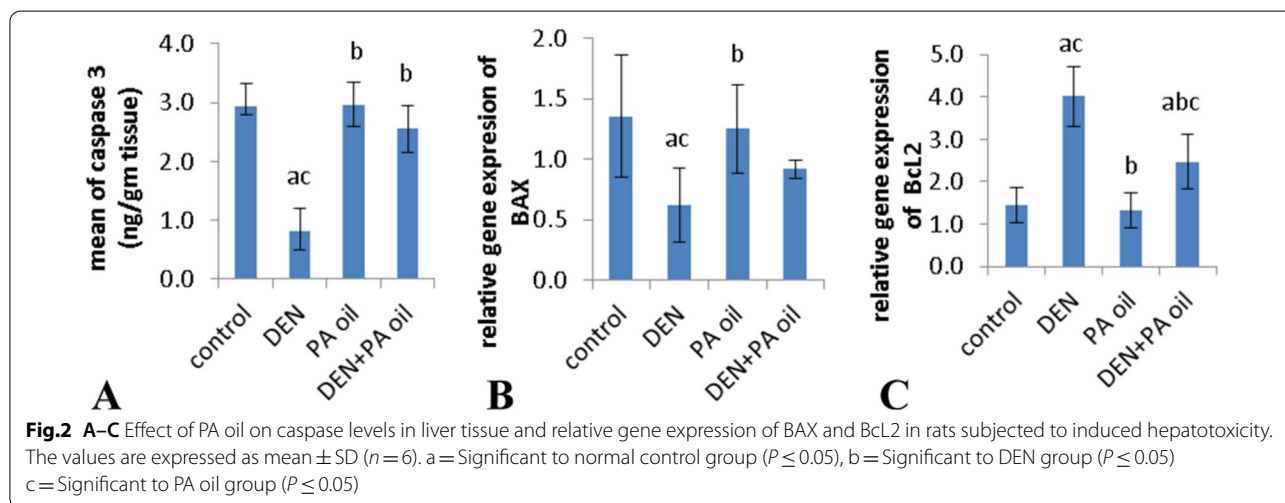 4.0
3.0
2.0
1.0
0.0
mean of caspase 3
(ng/gm tissue)
ac
b
b
control
DEN
PA oil
DEN+PA oil
A
2.0
1.5
1.0
0.5
0.0
relative gene expresion of
BAX
ac
b
control
DEN
PA oil
DEN+PA oil
B
5.0
4.0
3.0
2.0
1.0
0.0
relative gene expression
of BcL2
ac
b
abc
control
DEN
PA oil
DEN+PA oil
C
Fig.2 A–C Effect of PA oil on caspase levels in liver tissue and relative gene expression of BAX and BcL2 in rats subjected to induced hepatotoxicity.
The values are expressed as mean ± SD (n = 6). a = Significant to normal control group (P ≤ 0.05), b = Significant to DEN group (P ≤ 0.05)
c = Significant to PA oil group (P ≤ 0.05)